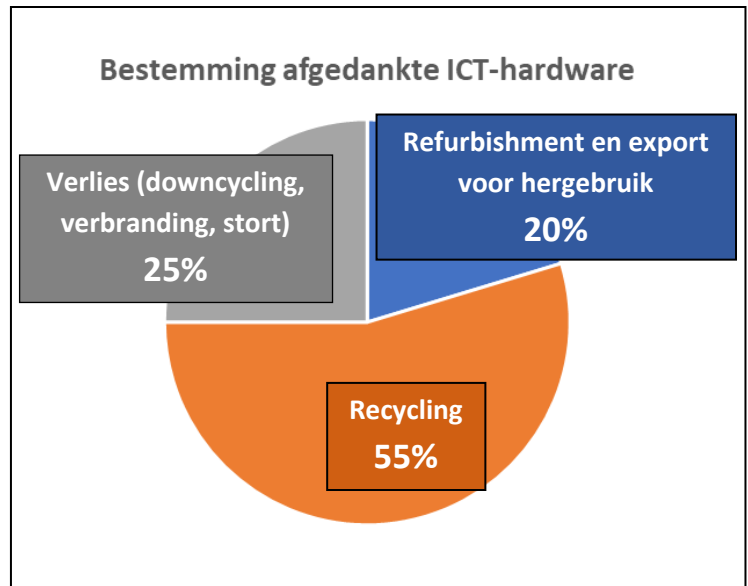 Bestemming afgedankte ICT-hardware
Refurbishment en export
voor hergebruik
20%
Verlies (downcycling,
verbranding, stort)
25%
Recycling
55%